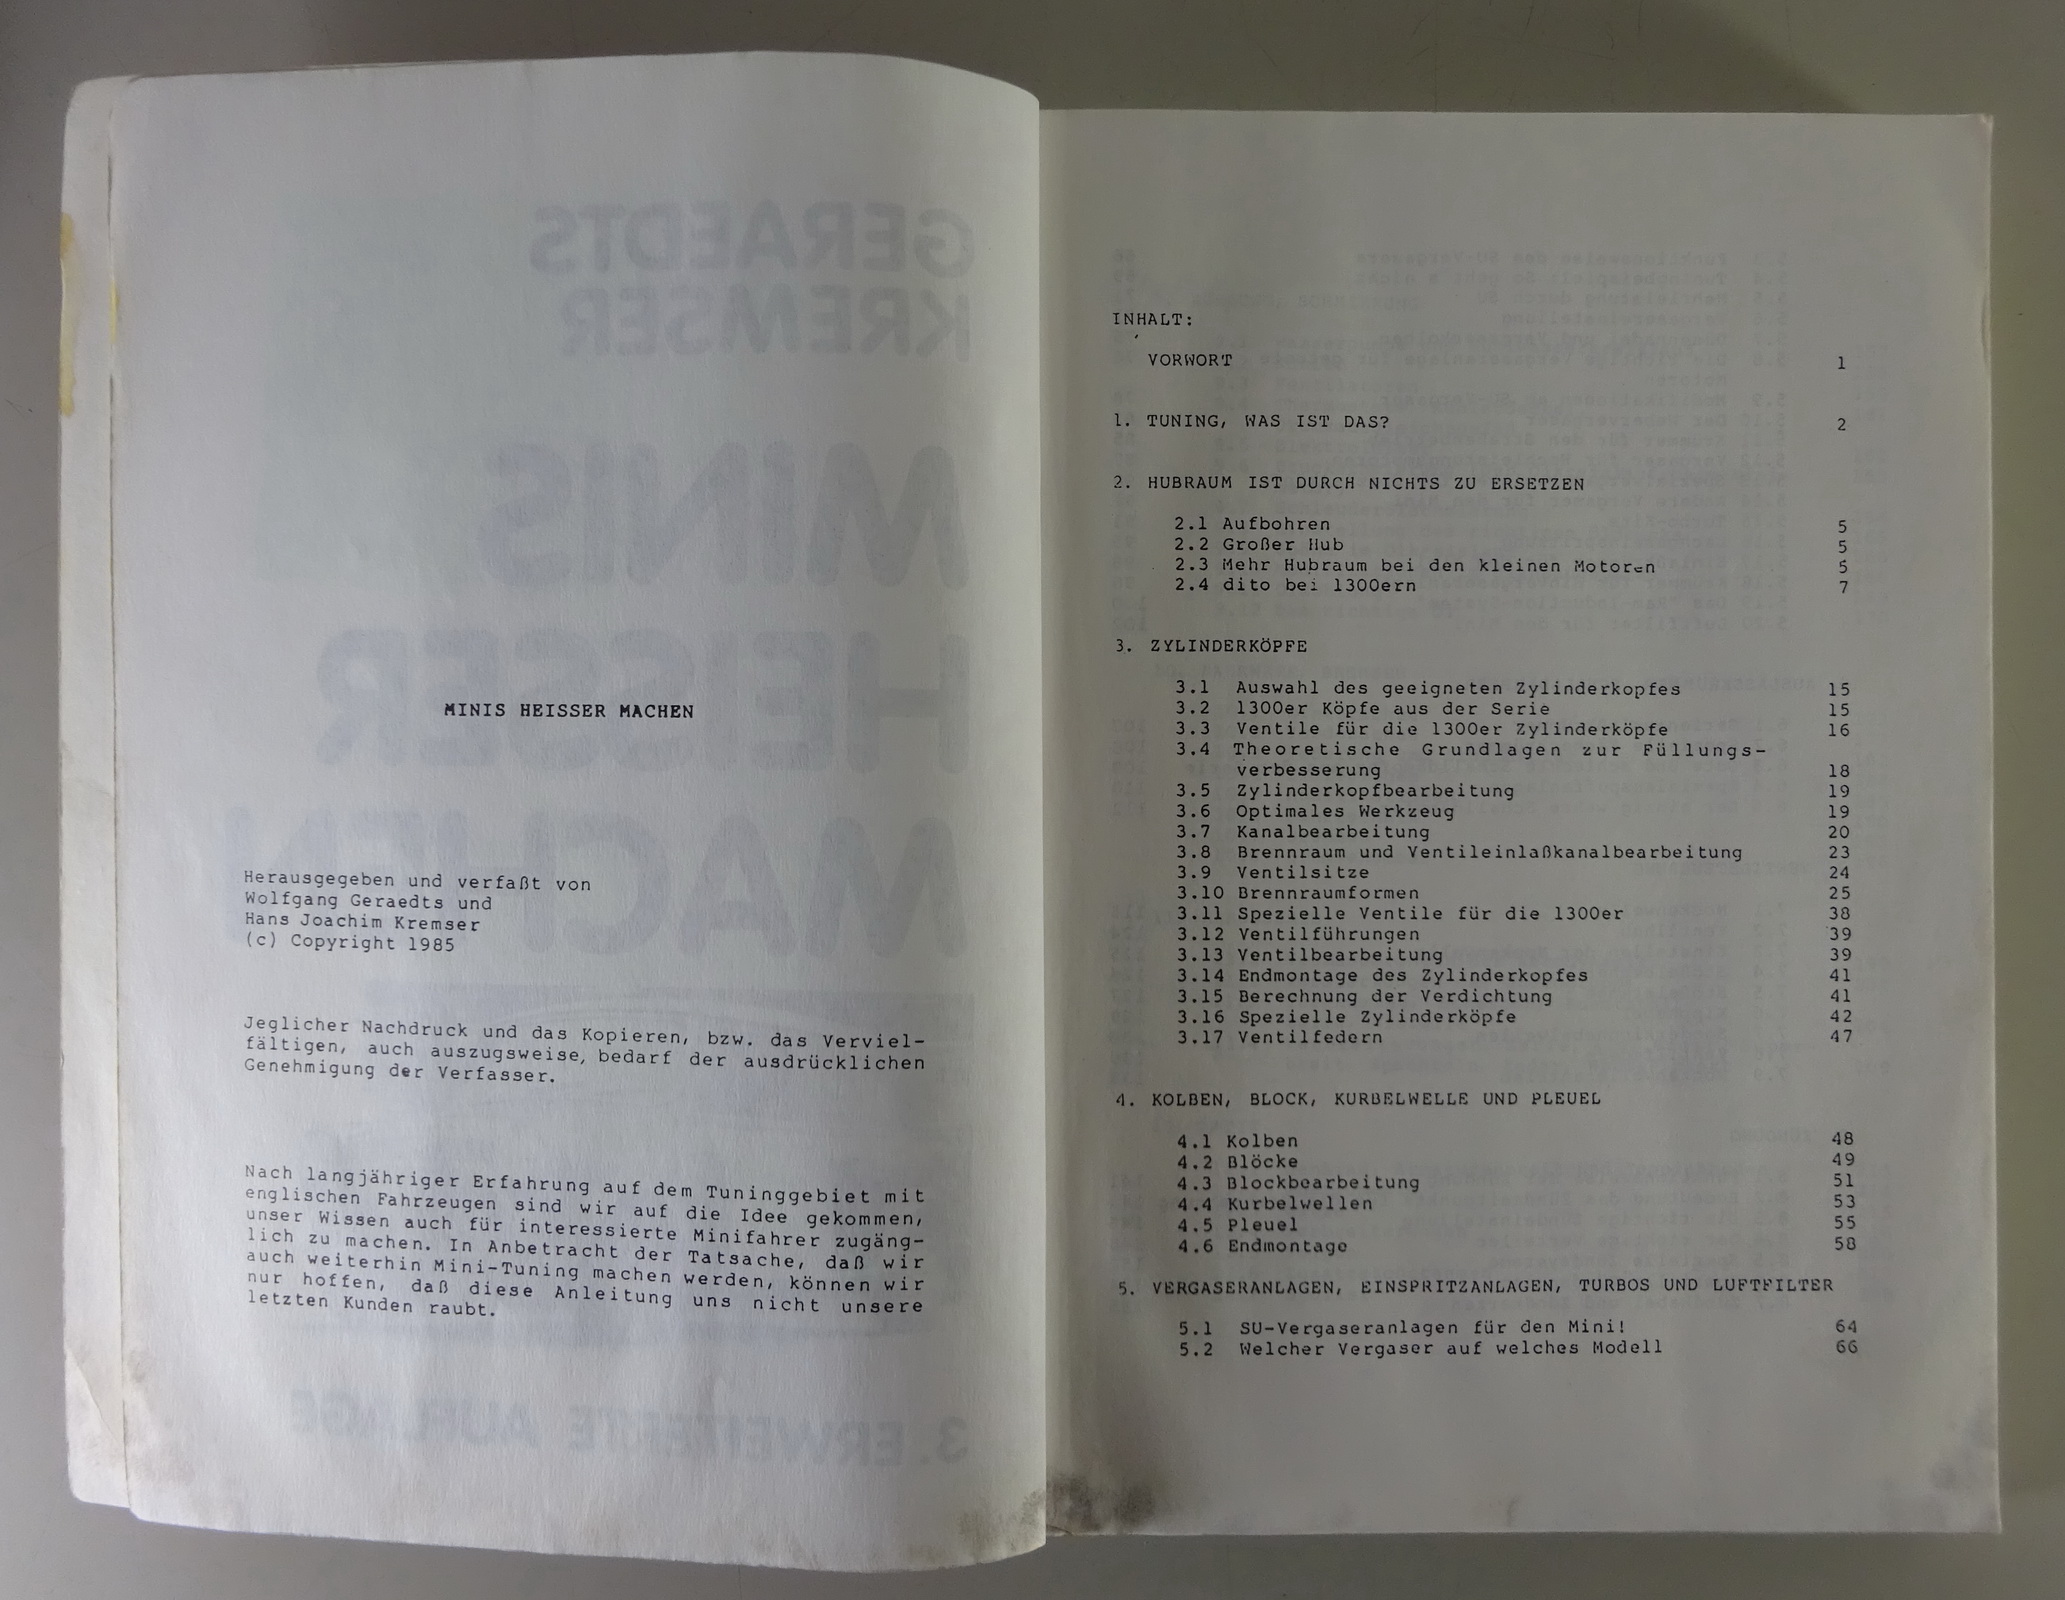 MINIS HEISSER MACHEN
Herausgegeben und verfaßt von
Wolfgang Geraedts und
Hans Joachim Kremser
(c) Copyright 1985
Jeglicher Nachdruck und das Kopieren, bzw. das Verviel-
fältigen, auch auszugsweise, bedarf der ausdrücklichen
Genehmigung der Verfasser.
Nach langjähriger Erfahrung auf dem Tuninggebiet mit
englischen Fahrzeugen sind wir auf die Idee gekommen,
unser Wissen auch für interessierte Minifahrer zugäng-
lich zu machen. In Anbetracht der Tatsache, daß wir
auch weiterhin Mini-Tuning machen werden, können wir
nur hoffen, daß diese Anleitung uns nicht unsere
letzten Kunden raubt.
GERAEDTS
KREMSER
MINIS
HEISSER
MACHEN
3. ERWEITERTE AUFLAGE
INHALT:
VORWORT 1
1. TUNING, WAS IST DAS? 2
2. HUBRAUM IST DURCH NICHTS ZU ERSETZEN
2.1 Aufbohren 5
2.2 Großer Hub 5
2.3 Mehr Hubraum bei den kleinen Motoren 5
2.4 dito bei 1300ern 7
3. ZYLINDERKÖPFE
3.1 Auswahl des geeigneten Zylinderkopfes 15
3.2 1300er Köpfe aus der Serie 15
3.3 Ventile für die 1300er Zylinderköpfe 16
3.4 Theoretische Grundlagen zur Füllungs-
verbesserung 18
3.5 Zylinderkopfbearbeitung 19
3.6 Optimales Werkzeug 19
3.7 Kanalbearbeitung 20
3.8 Brennraum und Ventileinlaßkanalbearbeitung 23
3.9 Ventilsitze 24
3.10 Brennraumformen 25
3.11 Spezielle Ventile für die 1300er 38
3.12 Ventilführungen 39
3.13 Ventilbearbeitung 39
3.14 Endmontage des Zylinderkopfes 41
3.15 Berechnung der Verdichtung 41
3.16 Spezielle Zylinderköpfe 42
3.17 Ventilfedern 47
4. KOLBEN, BLOCK, KURBELWELLE UND PLEUEL
4.1 Kolben 48
4.2 Blöcke 49
4.3 Blockbearbeitung 51
4.4 Kurbelwellen 53
4.5 Pleuel 55
4.6 Endmontage 58
5. VERGASERANLAGEN, EINSPRITZANLAGEN, TURBOS UND LUFTFILTER
5.1 SU-Vergaseranlagen für den Mini! 64
5.2 Welcher Vergaser auf welches Modell 66